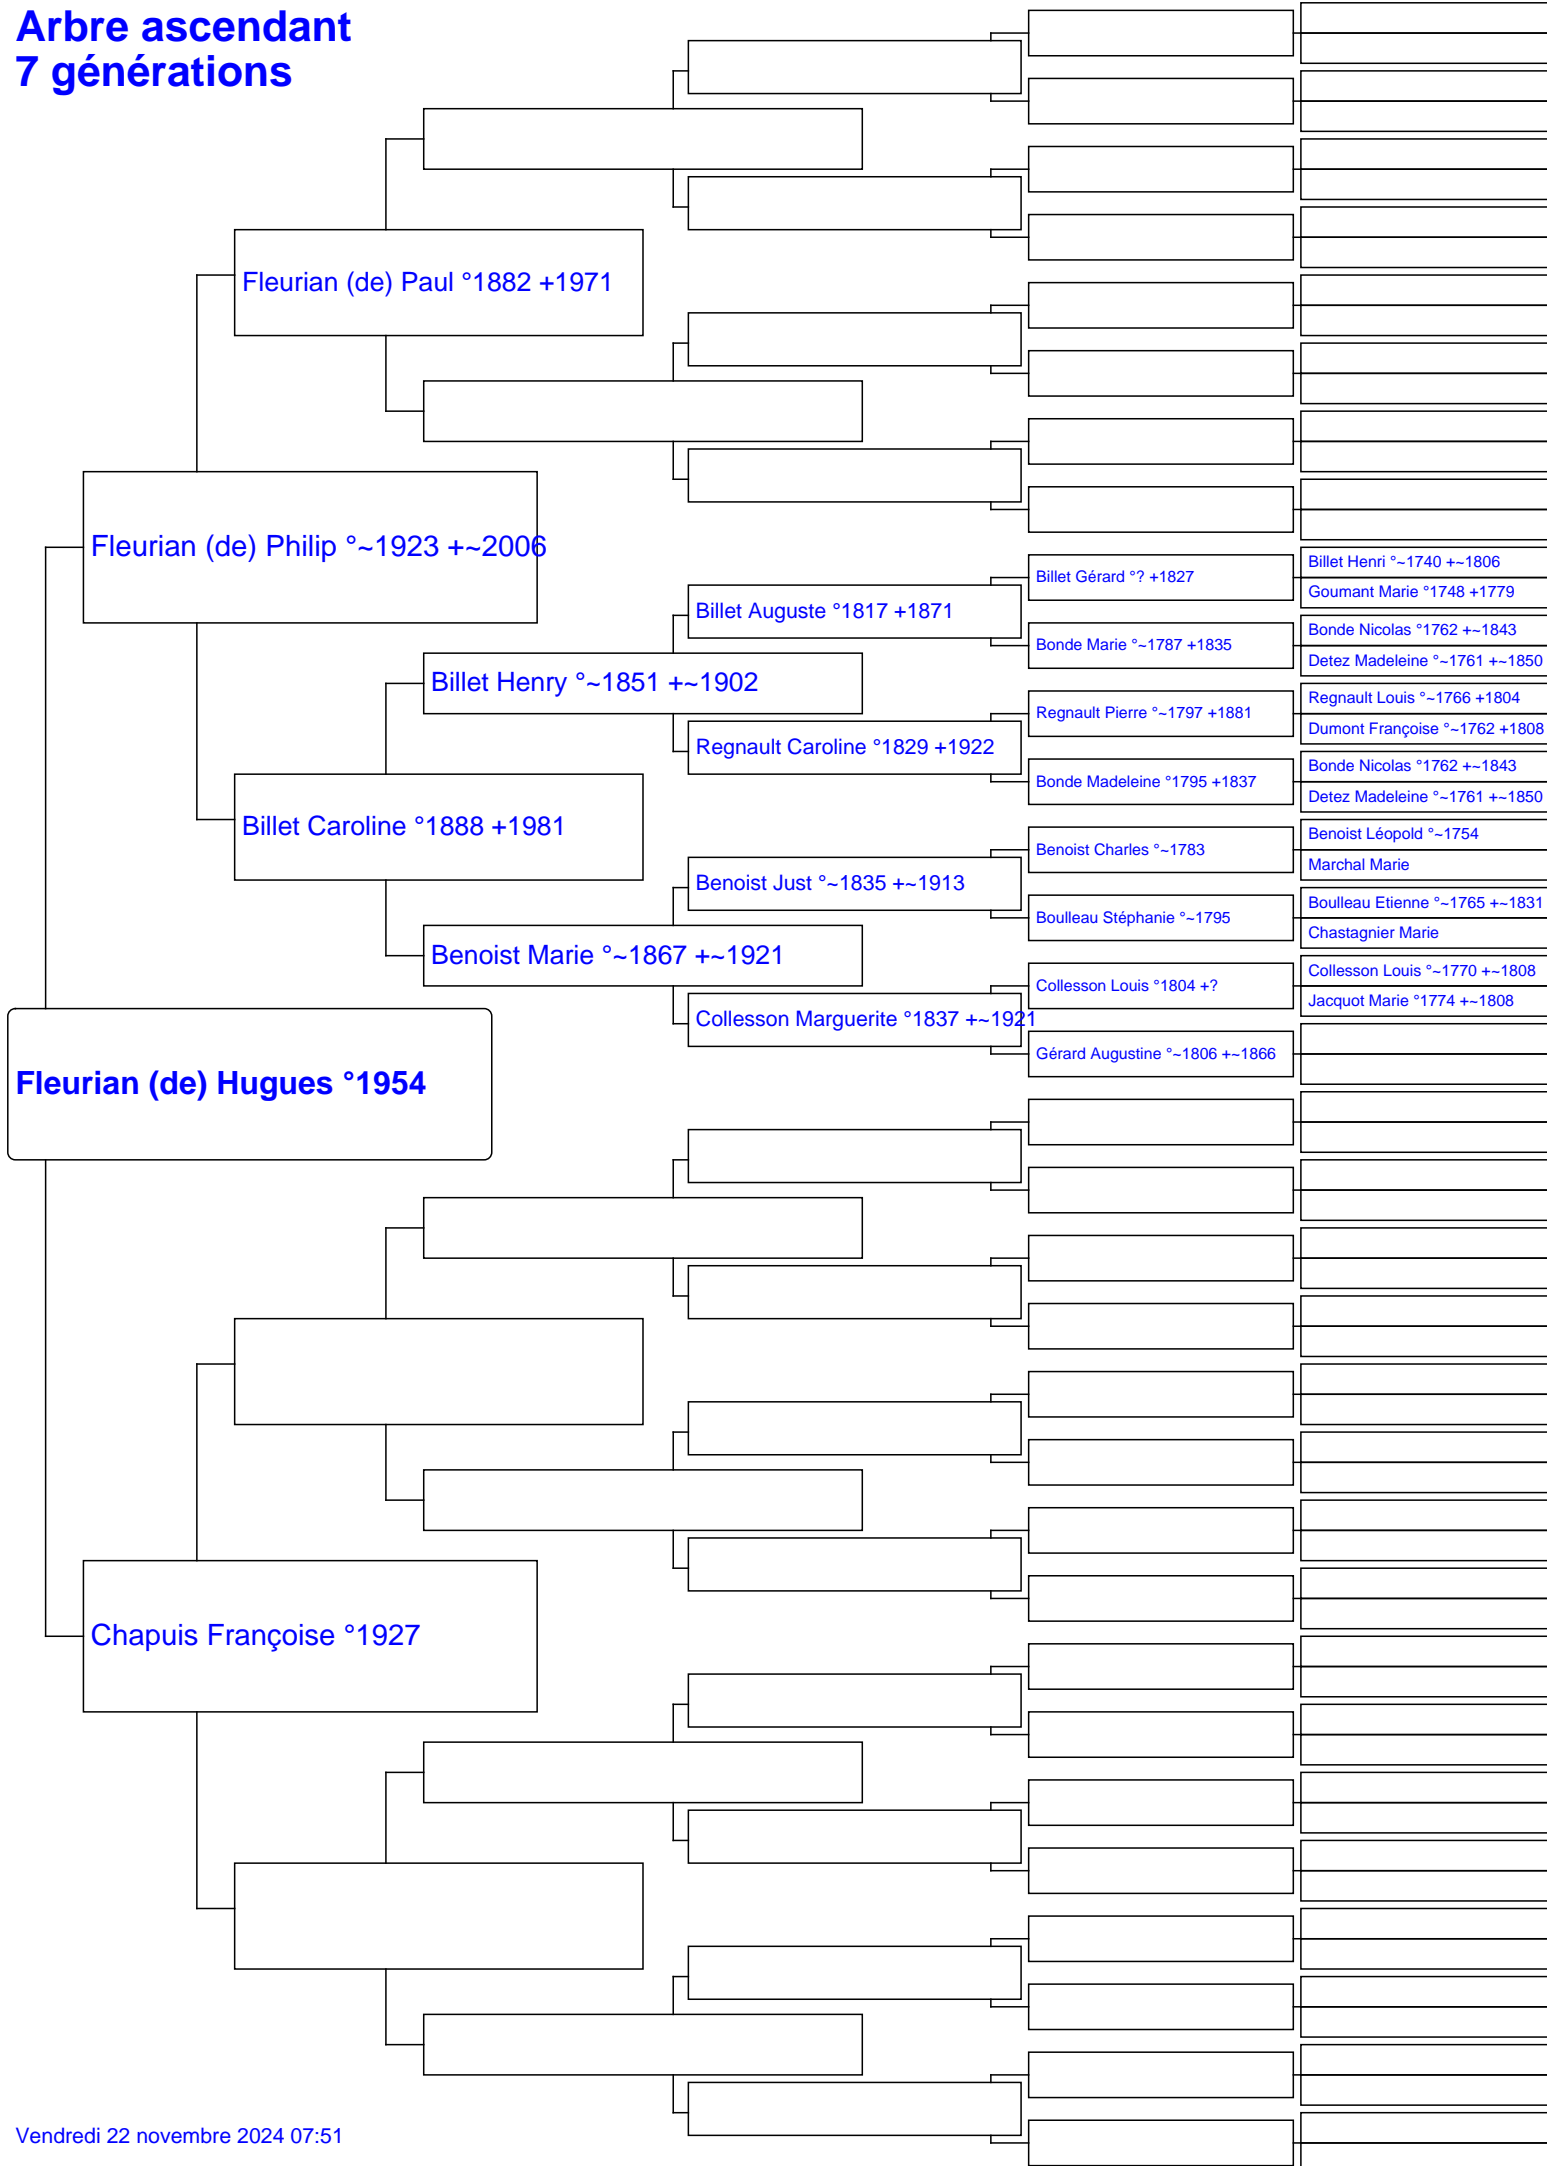 Arbre ascendant
7 générations
Fleurian (de) Paul °1882 +1971
Fleurian (de) Philip °~1923 +~2006
Billet Gérard °? +1827
Billet Henri °~1740 +~1806
Goumant Marie °1748 +1779
Billet Auguste °1817 +1871
Bonde Marie °~1787 +1835
Bonde Nicolas °1762 +~1843
Detez Madeleine °~1761 +~1850
Billet Henry °~1851 +~1902
Regnault Pierre °~1797 +1881
Regnault Louis °~1766 +1804
Dumont Françoise °~1762 +1808
Regnault Caroline °1829 +1922
Bonde Madeleine °1795 +1837
Bonde Nicolas °1762 +~1843
Detez Madeleine °~1761 +~1850
Billet Caroline °1888 +1981
Benoist Charles °~1783
Benoist Léopold °~1754
Marchal Marie
Benoist Just °~1835 +~1913
Boulleau Stéphanie °~1795
Boulleau Etienne °~1765 +~1831
Chastagnier Marie
Benoist Marie °~1867 +~1921
Collesson Louis °1804 +?
Collesson Louis °~1770 +~1808
Jacquot Marie °1774 +~1808
Collesson Marguerite °1837 +~1921
Gérard Augustine °~1806 +~1866
Fleurian (de) Hugues °1954
Chapuis Françoise °1927
Vendredi 22 novembre 2024 07:51